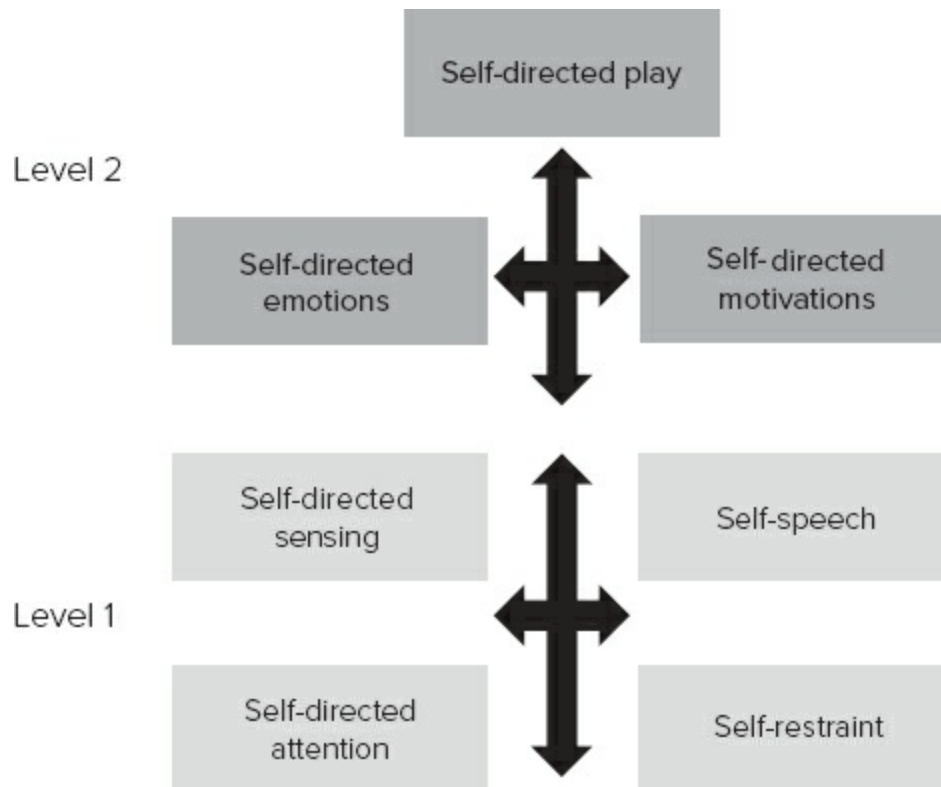 Self-directed play
Level 2
Self-directed
emotions
Self-directed
motivations
Self-directed
sensing
Self-speech
Level 1
Self-directed
attention
Self-restraint